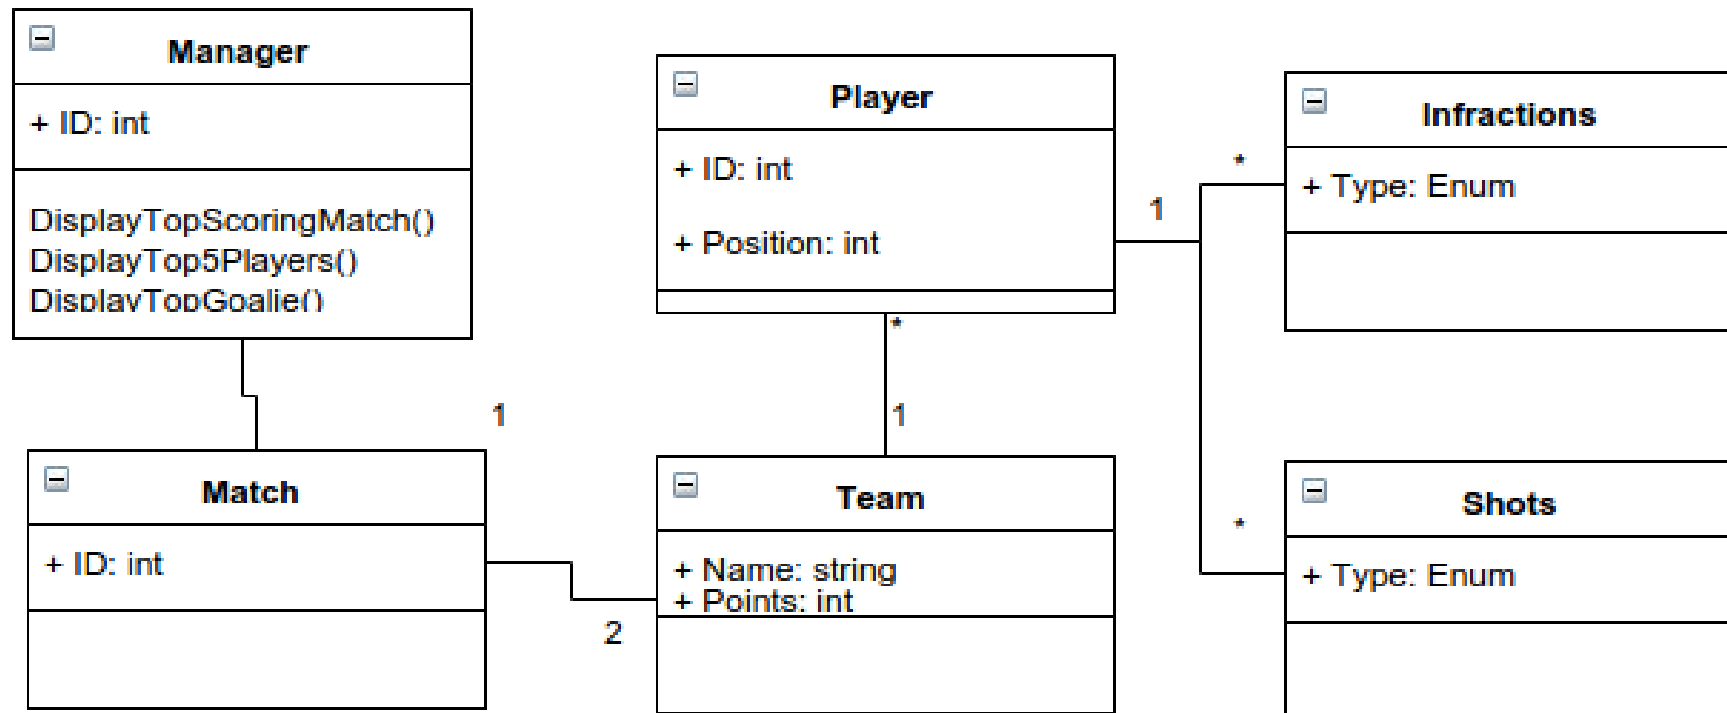 Manager
+ ID: int
DisplayTopScoringMatch()
DisplayTop5Players()
DisplayTopGoalie()
Player
+ ID: int
+ Position: int
Infractions
+ Type: Enum
*
1
*
*
1
1
2
Match
+ ID: int
Team
+ Name: string
+ Points: int
Shots
+ Type: Enum